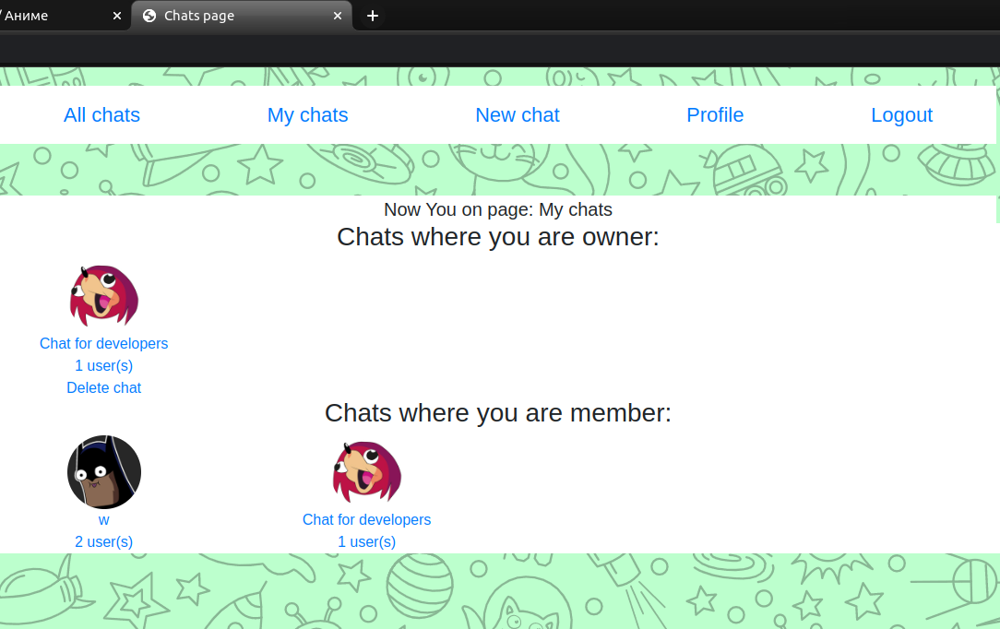 / Аниме
Chats page
All chats
My chats
New chat
Profile
Logout
Now You on page: My chats
Chats where you are owner:
Chat for developers
1 user(s)
Delete chat
Chats where you are member:
w
2 user(s)
Chat for developers
1 user(s)